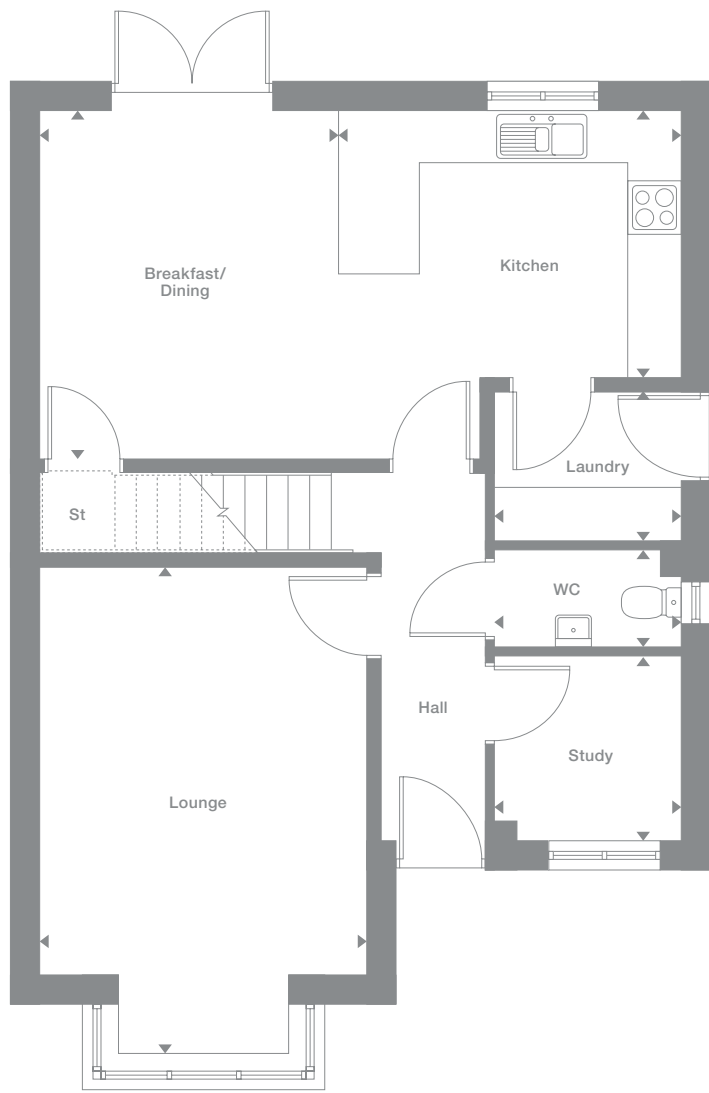 Breakfast/
Dining
Kitchen
Laundry
St
WC
Hall
Study
Lounge